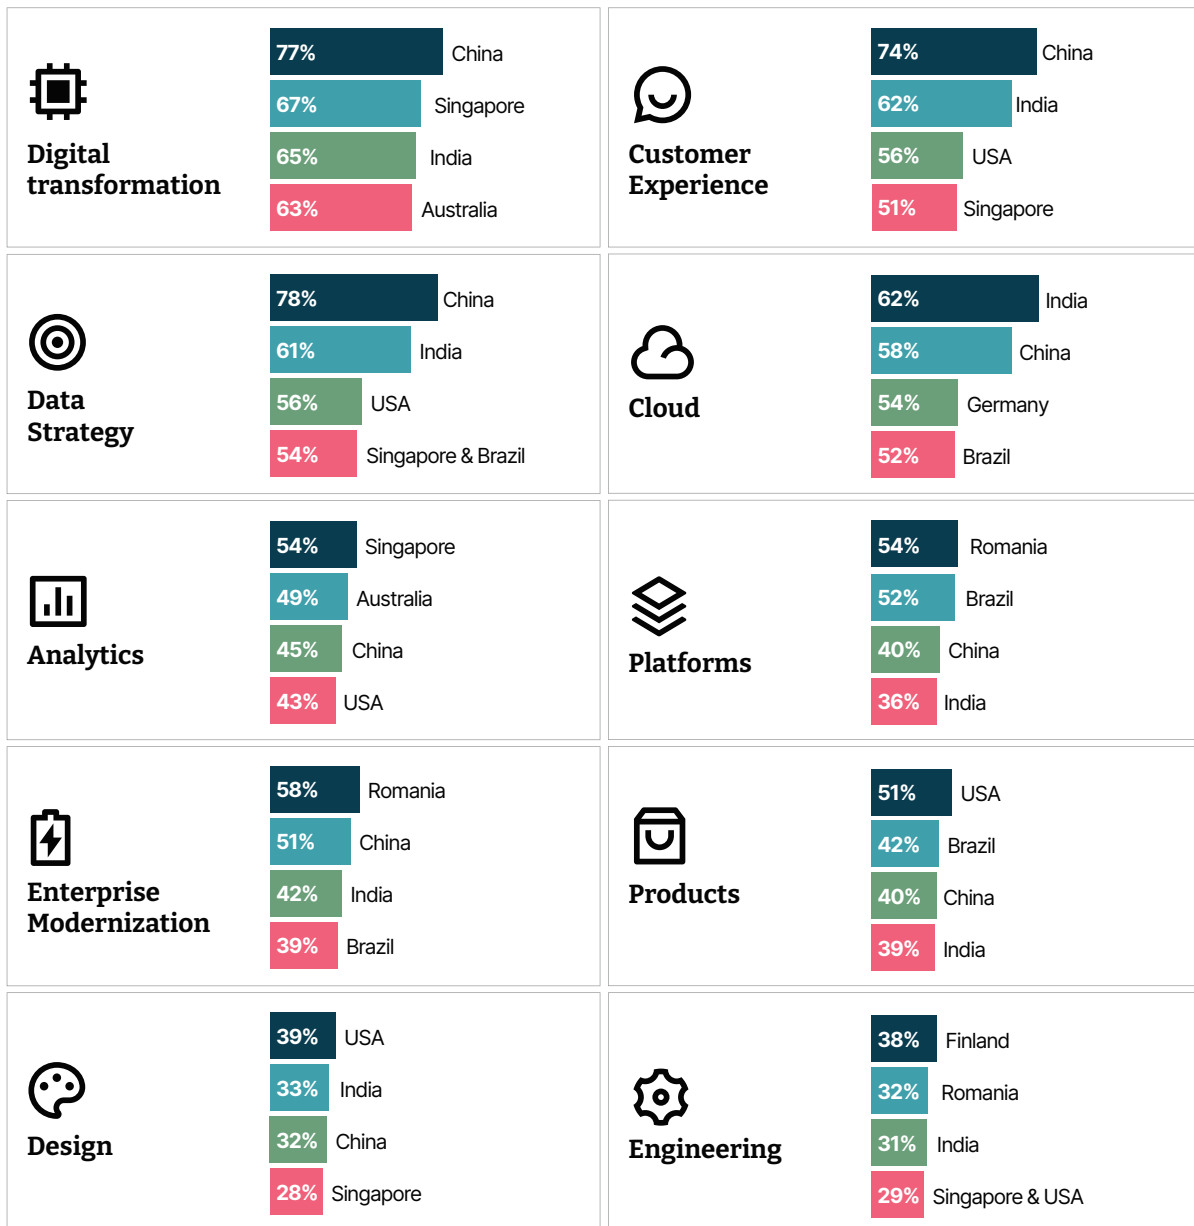 Digital
transformation
77% China
67% Singapore
65% India
63% Australia
Customer
Experience
74% China
62% India
56% USA
51% Singapore
Data
Strategy
78% China
61% India
56% USA
54% Singapore & Brazil
Cloud
62% India
58% China
54% Germany
52% Brazil
Analytics
54% Singapore
49% Australia
45% China
43% USA
Platforms
54% Romania
52% Brazil
40% China
36% India
Enterprise
Modernization
58% Romania
51% China
42% India
39% Brazil
Products
51% USA
42% Brazil
40% China
39% India
Design
39% USA
33% India
32% China
28% Singapore
Engineering
38% Finland
32% Romania
31% India
29% Singapore & USA